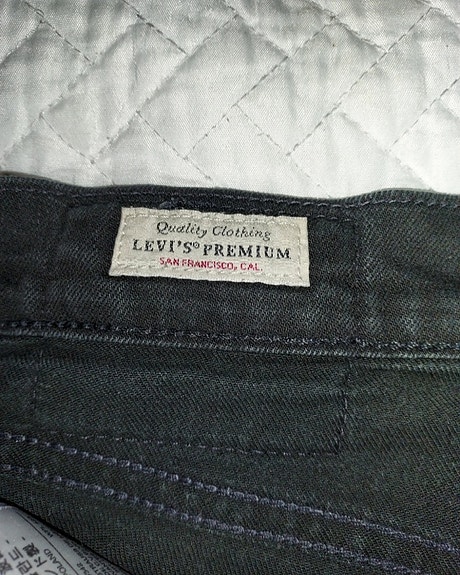 Quality Clothing
LEVI'S® PREMIUM
SAN FRANCISCO, CAL.